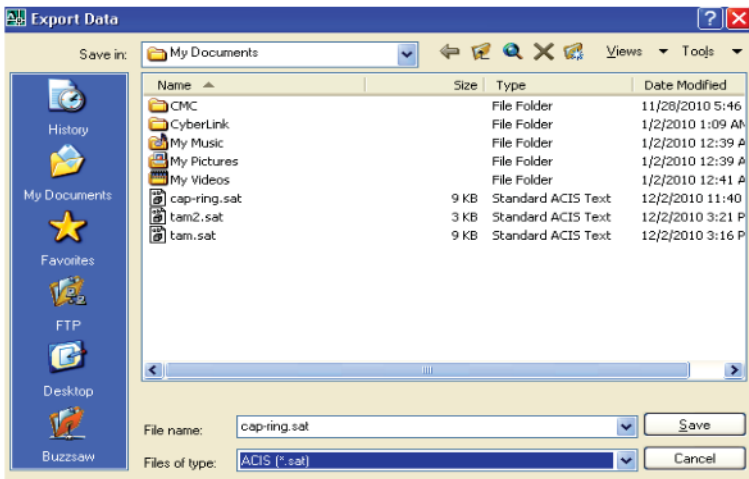 Export Data
Save in: My Documents Views Tools
Name Size Type Date Modified
CMC File Folder 11/28/2010 5:46
CyberLink File Folder 1/2/2010 1:09 AM
My Music File Folder 1/2/2010 12:39 A
My Pictures File Folder 1/2/2010 12:39 A
My Videos File Folder 1/2/2010 12:41 A
cap-ring.sat 9 KB Standard ACIS Text 12/2/2010 11:40
tam2.sat 3 KB Standard ACIS Text 12/2/2010 3:21 P
tam.sat 9 KB Standard ACIS Text 12/2/2010 3:16 P
History
My Documents
Favorites
FTP
Desktop
Buzzsaw
File name: cap-ring.sat Save
Files of type: ACIS (*.sat) Cancel